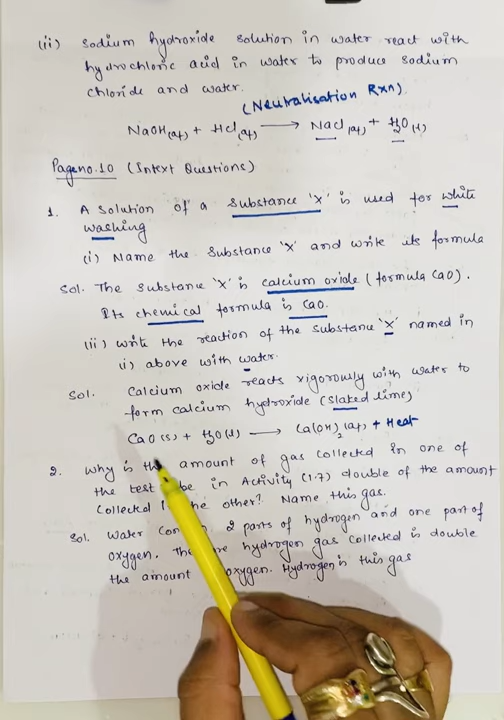 (ii) Sodium hydroxide solution in water react with
hydrochloric acid in water to produce sodium
chloride and water.
(Neutralisation Rxn)
NaOH(aq) + Hcl(aq) → Nacl(aq) + H2O(l)
Page no. 10 (Intext Questions)
1. A solution of a substance 'x' is used for white
washing
(i) Name the substance 'x' and write its formula
Sol. The substance 'x' is calcium oxide (formula CaO).
Its chemical formula is CaO.
(ii) write the reaction of the substance 'x' named in
(i) above with water.
Sol. Calcium oxide reacts vigorously with water to
form calcium hydroxide (slaked lime)
CaO(s) + H2O(l) → Ca(OH)2(aq) + Heat
2. Why is the amount of gas collected in one of
the test be in Activity (1.7) double of the amount
collected he other? Name this gas.
Sol. Water con 2 parts of hydrogen and one part of
oxygen. The re hydrogen gas collected is double
the amount oxygen. Hydrogen is this gas